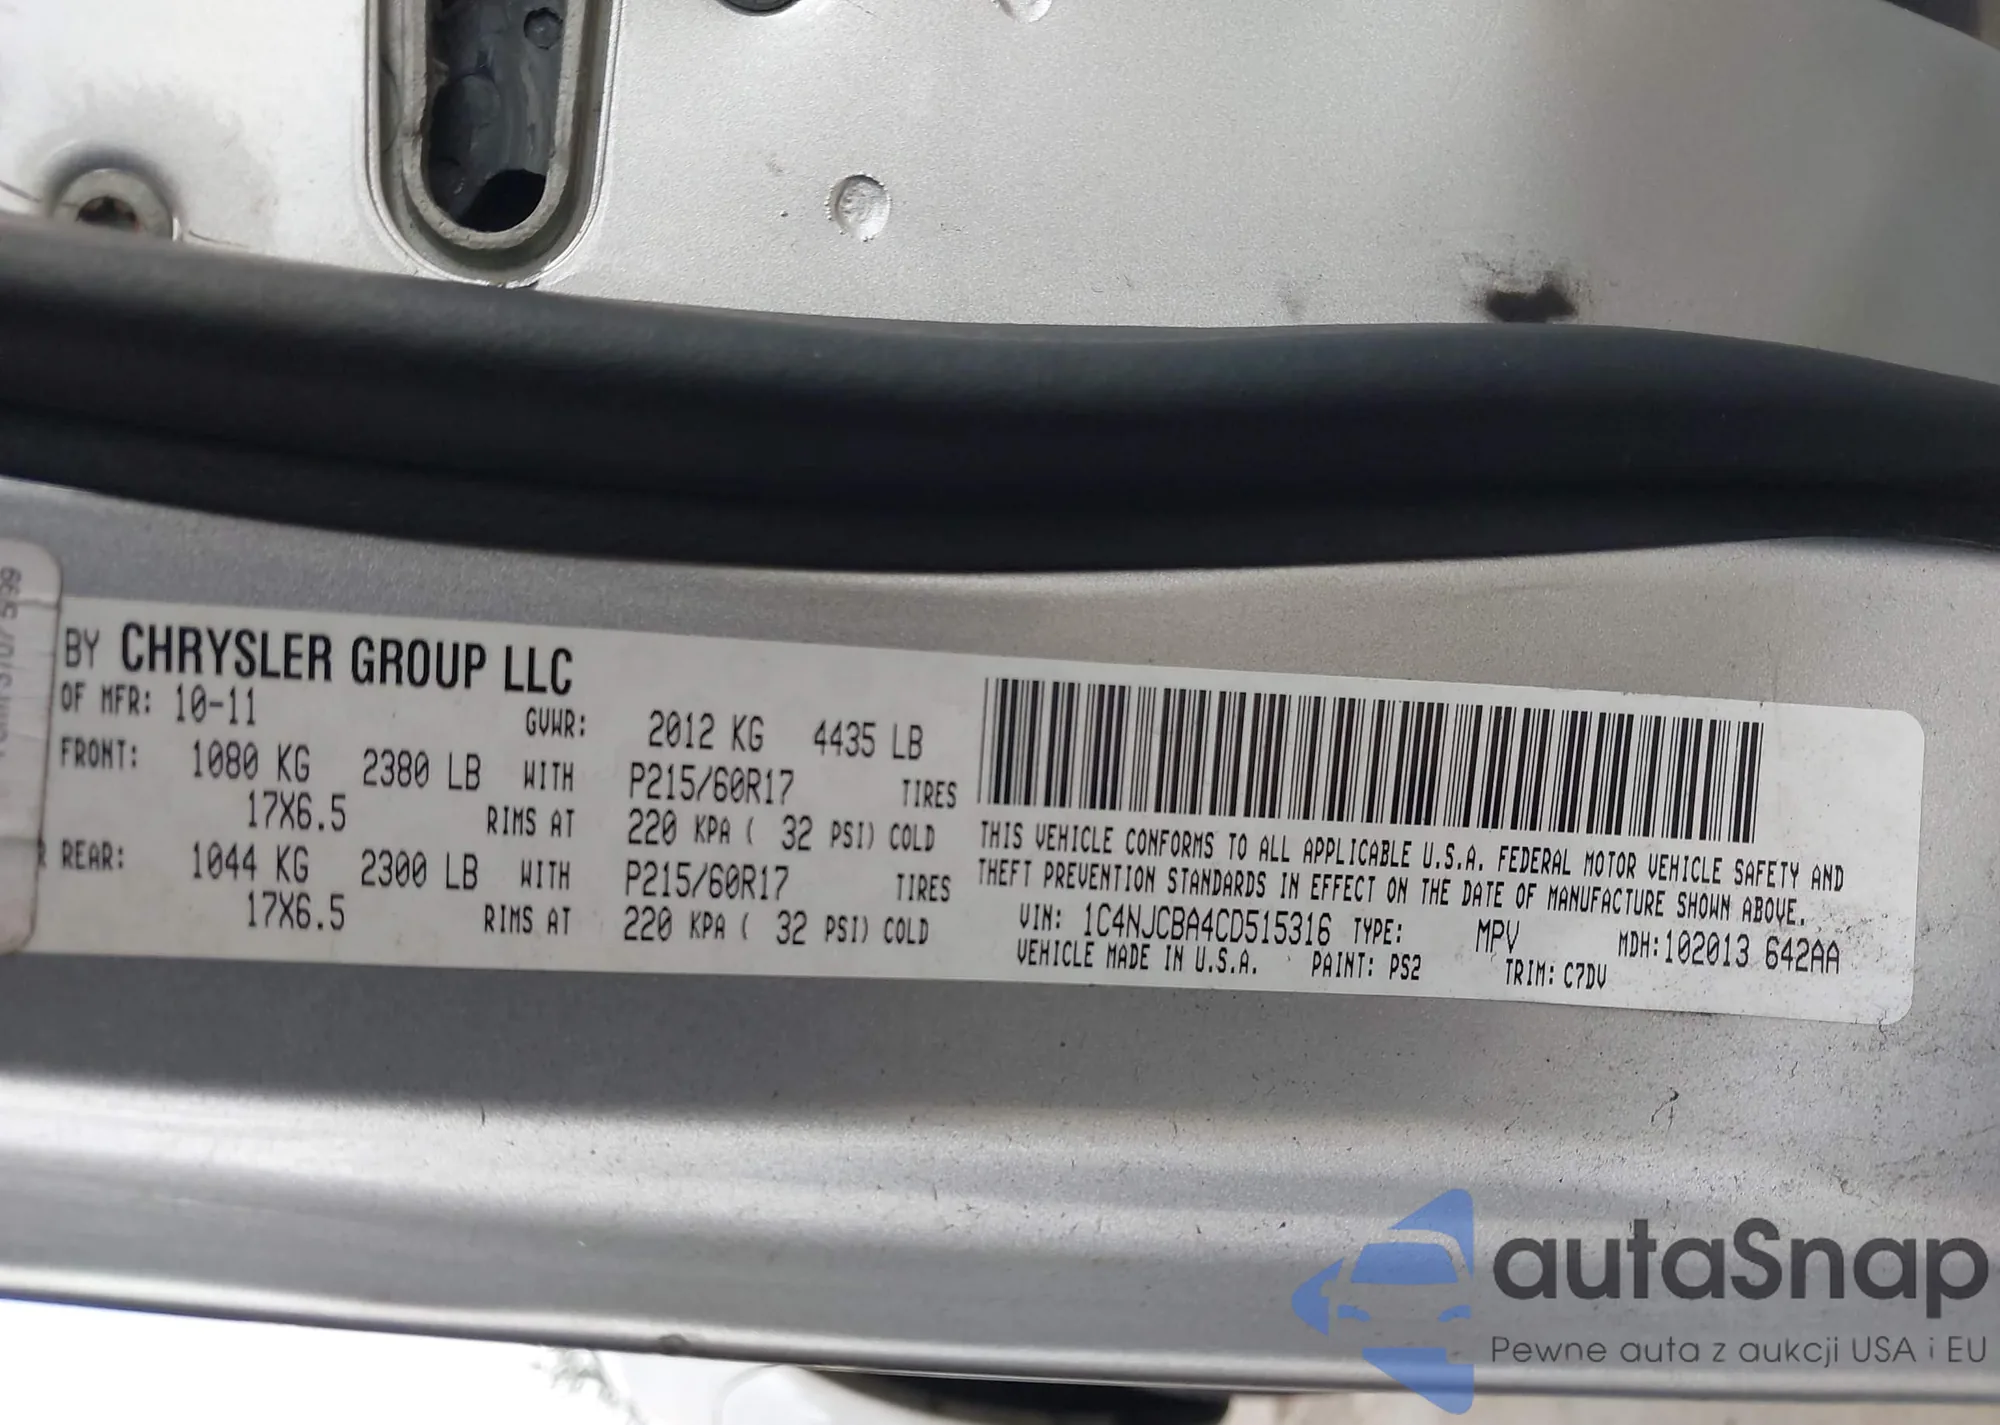 BY CHRYSLER GROUP LLC
OF MFR: 10-11 GVWR: 2012 KG 4435 LB
FRONT: 1080 KG 2380 LB WITH P215/60R17 TIRES
17X6.5 RIMS AT 220 KPA ( 32 PSI) COLD
R REAR: 1044 KG 2300 LB WITH P215/60R17 TIRES
17X6.5 RIMS AT 220 KPA ( 32 PSI) COLD
THIS VEHICLE CONFORMS TO ALL APPLICABLE U.S.A. FEDERAL MOTOR VEHICLE SAFETY AND
THEFT PREVENTION STANDARDS IN EFFECT ON THE DATE OF MANUFACTURE SHOWN ABOVE.
VIN: 1C4NJCBA4CD515316 TYPE: MPV MDH:102013 642AA
VEHICLE MADE IN U.S.A. PAINT: PS2 TRIM: C7DV
autaSnap
Pewne auta z aukcji USA i EU